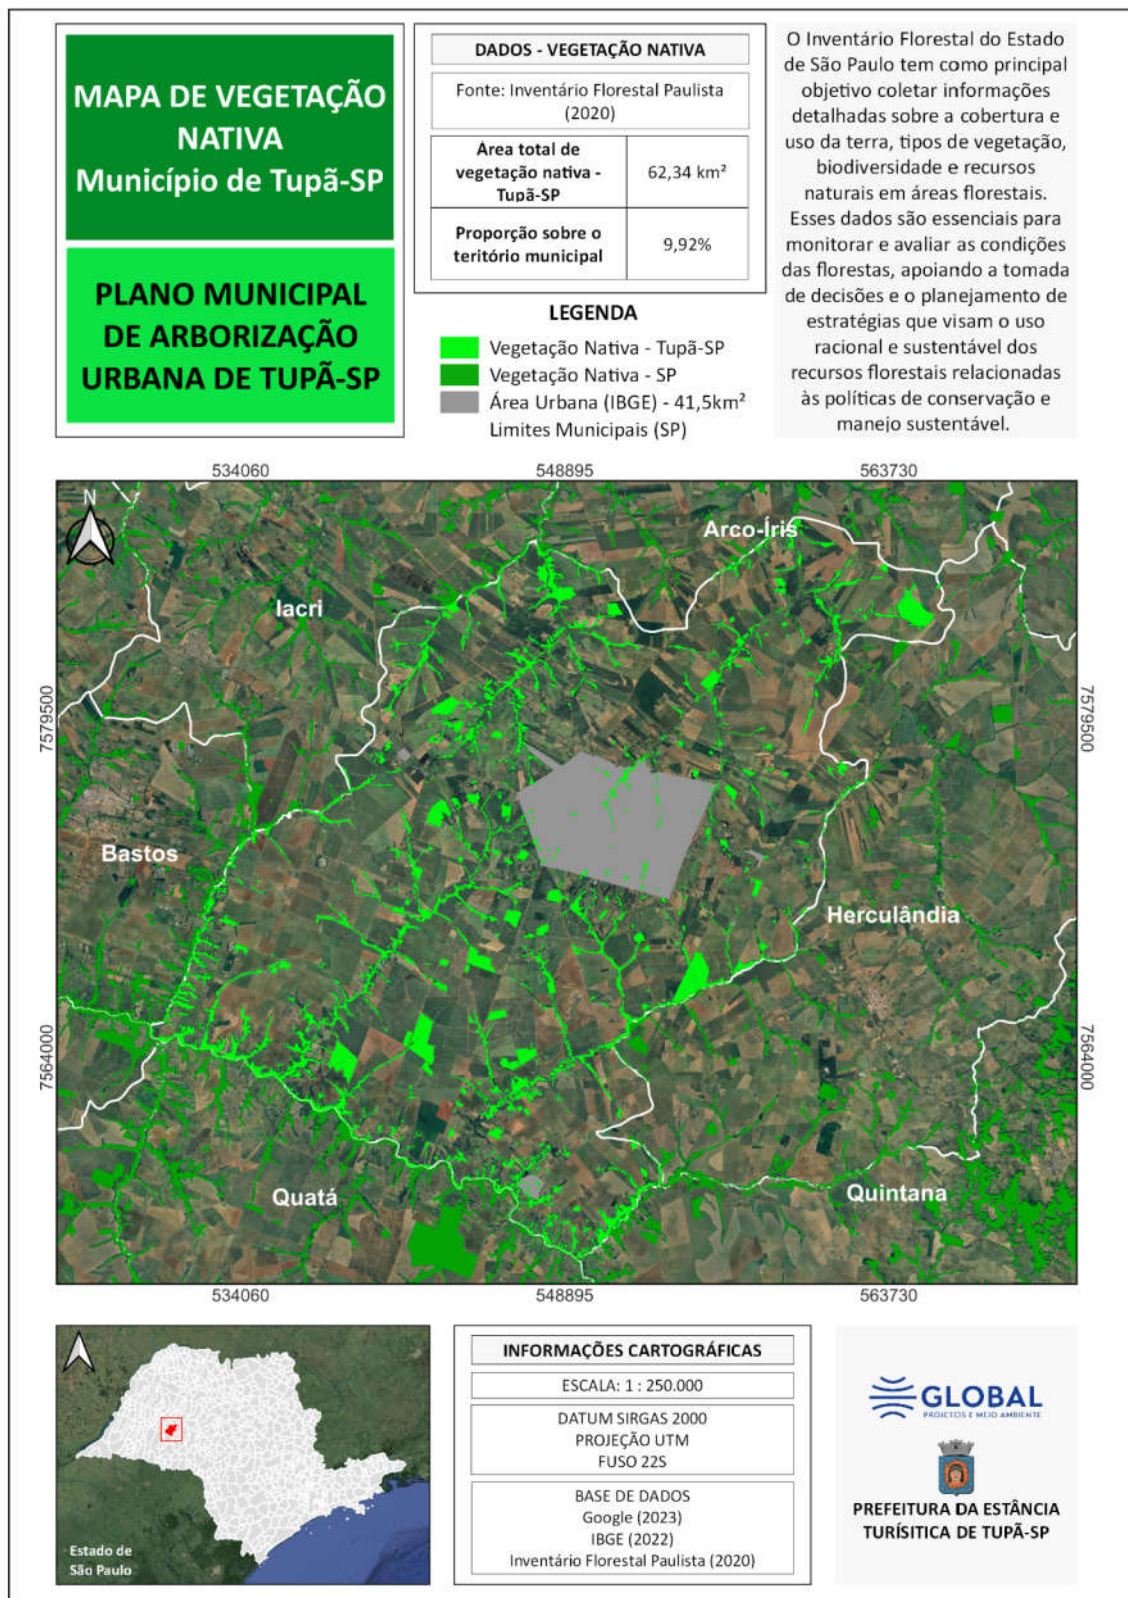 MAPA DE VEGETAÇÃO
NATIVA
Município de Tupã-SP
PLANO MUNICIPAL
DE ARBORIZAÇÃO
URBANA DE TUPÃ-SP
DADOS - VEGETAÇÃO NATIVA
Fonte: Inventário Florestal Paulista
(2020)
Área total de
vegetação nativa -
Tupã-SP
62,34 km²
Proporção sobre o
teritório municipal
9,92%
LEGENDA
Vegetação Nativa - Tupã-SP
Vegetação Nativa - SP
Área Urbana (IBGE) - 41,5km²
Limites Municipais (SP)
O Inventário Florestal do Estado
de São Paulo tem como principal
objetivo coletar informações
detalhadas sobre a cobertura e
uso da terra, tipos de vegetação,
biodiversidade e recursos
naturais em áreas florestais.
Esses dados são essenciais para
monitorar e avaliar as condições
das florestas, apoiando a tomada
de decisões e o planejamento de
estratégias que visam o uso
racional e sustentável dos
recursos florestais relacionadas
às políticas de conservação e
manejo sustentável.
534060
548895
563730
N
Arco-Íris
Iacri
7579500
7579500
Bastos
Herculândia
7564000
7564000
Quatá
Quintana
534060
548895
563730
Estado de
São Paulo
INFORMAÇÕES CARTOGRÁFICAS
ESCALA: 1 : 250.000
DATUM SIRGAS 2000
PROJEÇÃO UTM
FUSO 22S
BASE DE DADOS
Google (2023)
IBGE (2022)
Inventário Florestal Paulista (2020)
GLOBAL
PROJETOS E MEIO AMBIENTE
PREFEITURA DA ESTÂNCIA
TURÍSITICA DE TUPÃ-SP